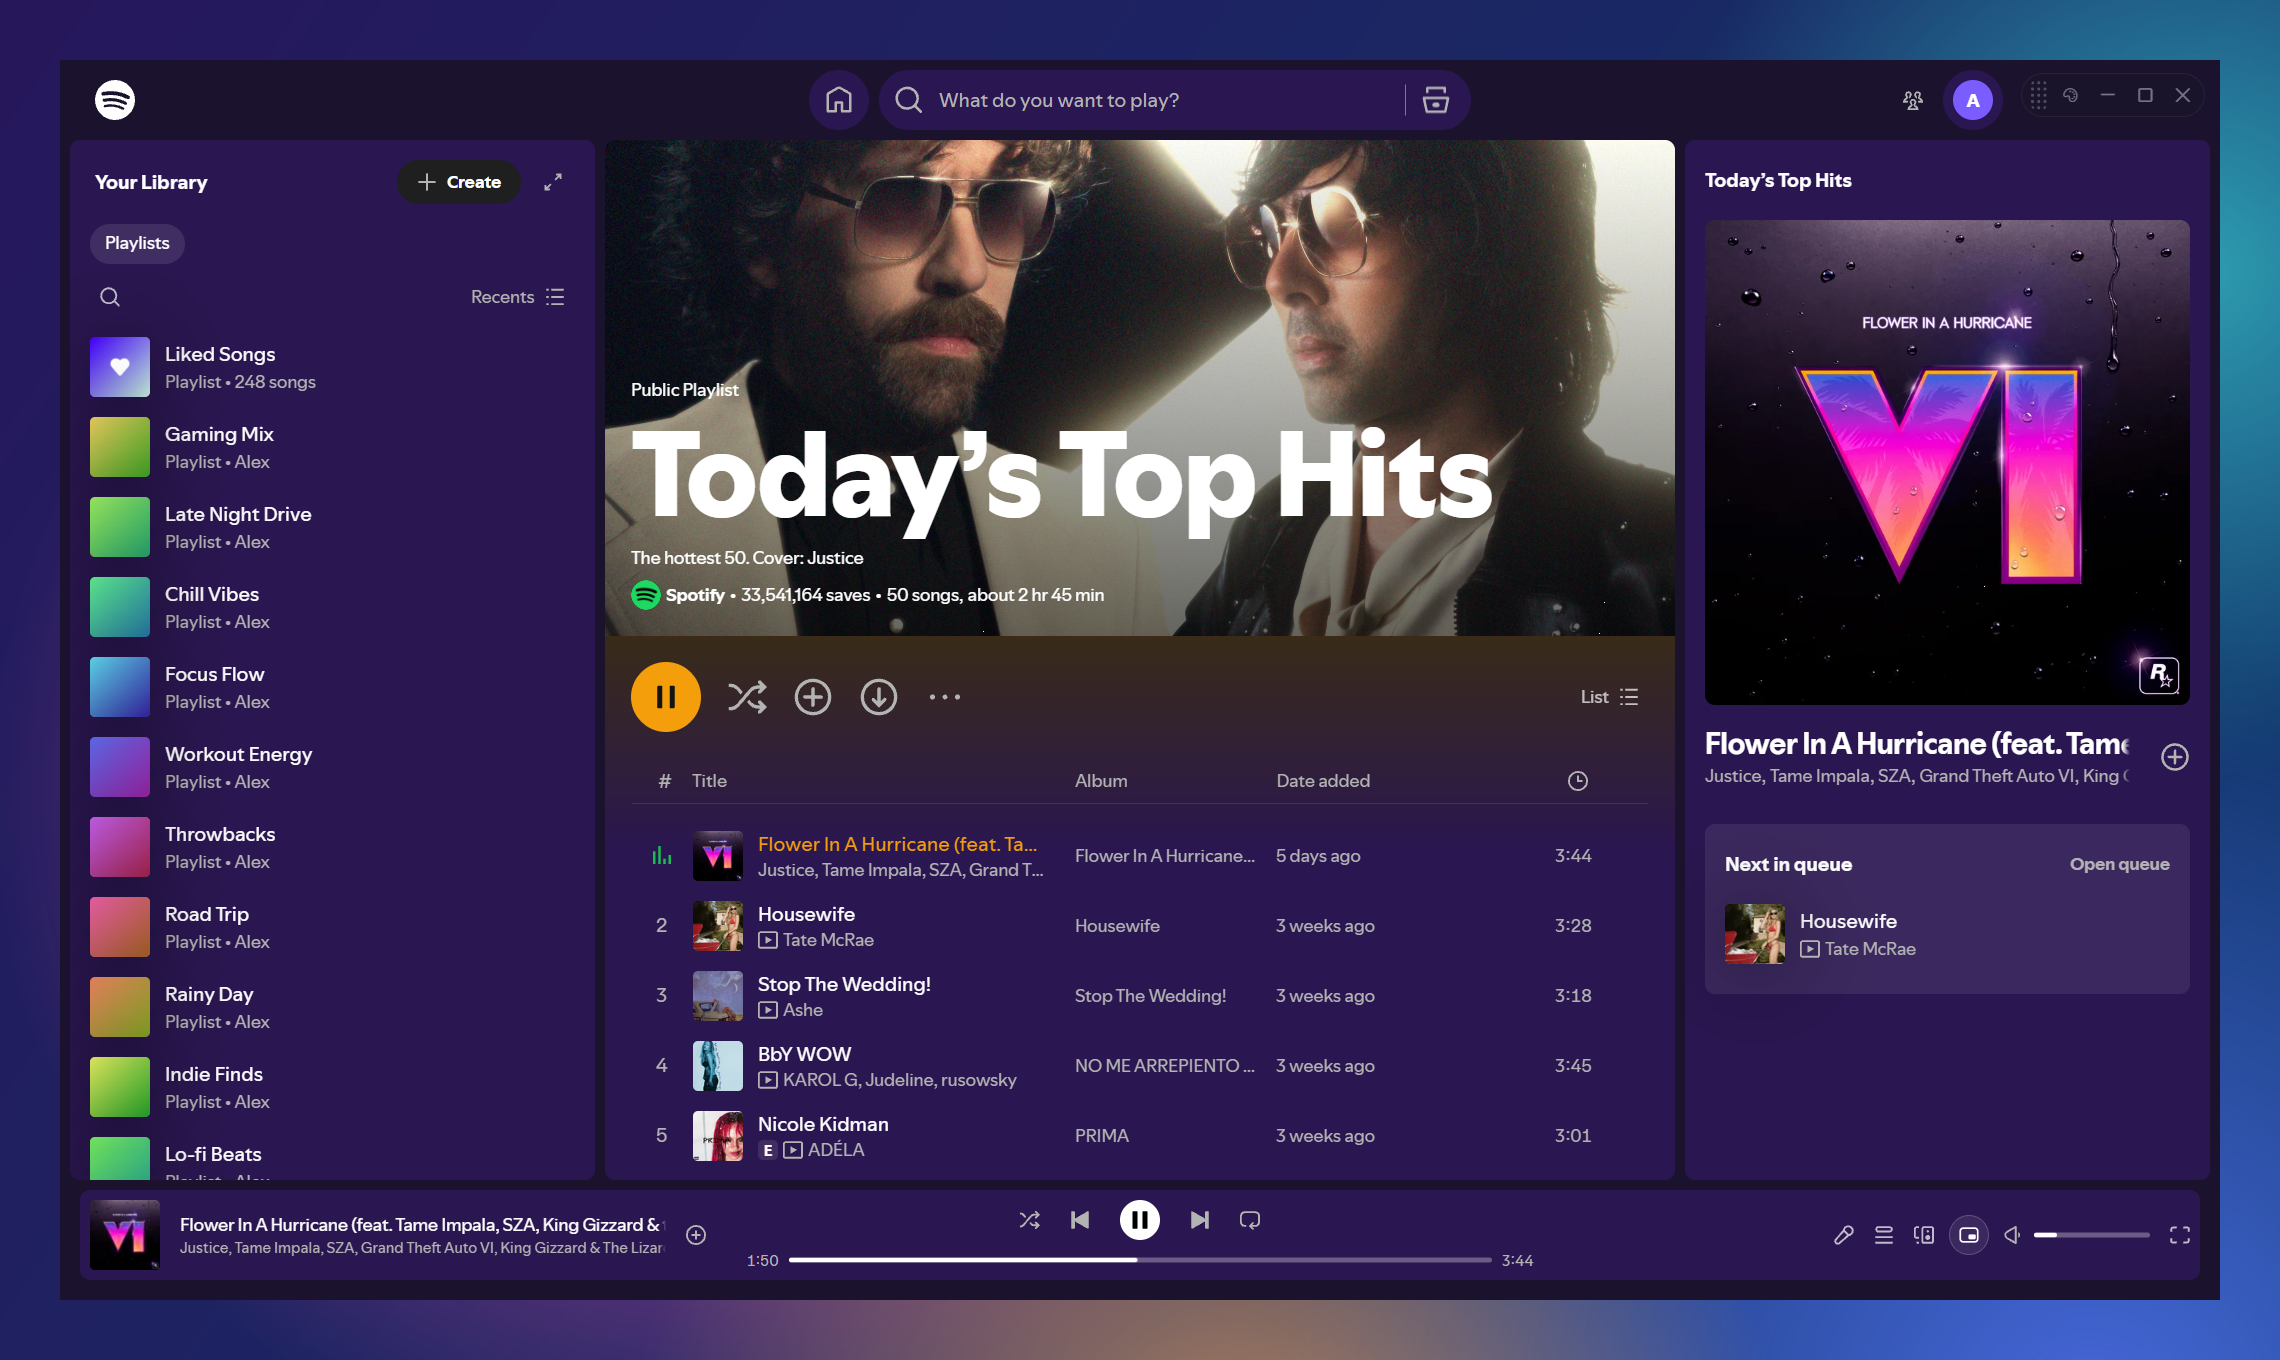 What do you want to play?
A
Your Library
Create
Playlists
Recents
Liked Songs
Playlist • 248 songs
Gaming Mix
Playlist • Alex
Late Night Drive
Playlist • Alex
Chill Vibes
Playlist • Alex
Focus Flow
Playlist • Alex
Workout Energy
Playlist • Alex
Throwbacks
Playlist • Alex
Road Trip
Playlist • Alex
Rainy Day
Playlist • Alex
Indie Finds
Playlist • Alex
Lo-fi Beats
Playlist • Alex
Public Playlist
Today’s Top Hits
The hottest 50. Cover: Justice
Spotify • 33,541,164 saves • 50 songs, about 2 hr 45 min
List
# Title Album Date added
Flower In A Hurricane (feat. Ta... Flower In A Hurricane... 5 days ago 3:44
Justice, Tame Impala, SZA, Grand T...
2 Housewife Housewife 3 weeks ago 3:28
Tate McRae
3 Stop The Wedding! Stop The Wedding! 3 weeks ago 3:18
Ashe
4 BbY WOW NO ME ARREPIENTO ... 3 weeks ago 3:45
KAROL G, Judeline, rusowsky
5 Nicole Kidman PRIMA 3 weeks ago 3:01
E ADÉLA
Today’s Top Hits
FLOWER IN A HURRICANE
VI
R
Flower In A Hurricane (feat. Tame
Justice, Tame Impala, SZA, Grand Theft Auto VI, King
Next in queue Open queue
Housewife
Tate McRae
Flower In A Hurricane (feat. Tame Impala, SZA, King Gizzard &
Justice, Tame Impala, SZA, Grand Theft Auto VI, King Gizzard & The Lizar
1:50 3:44